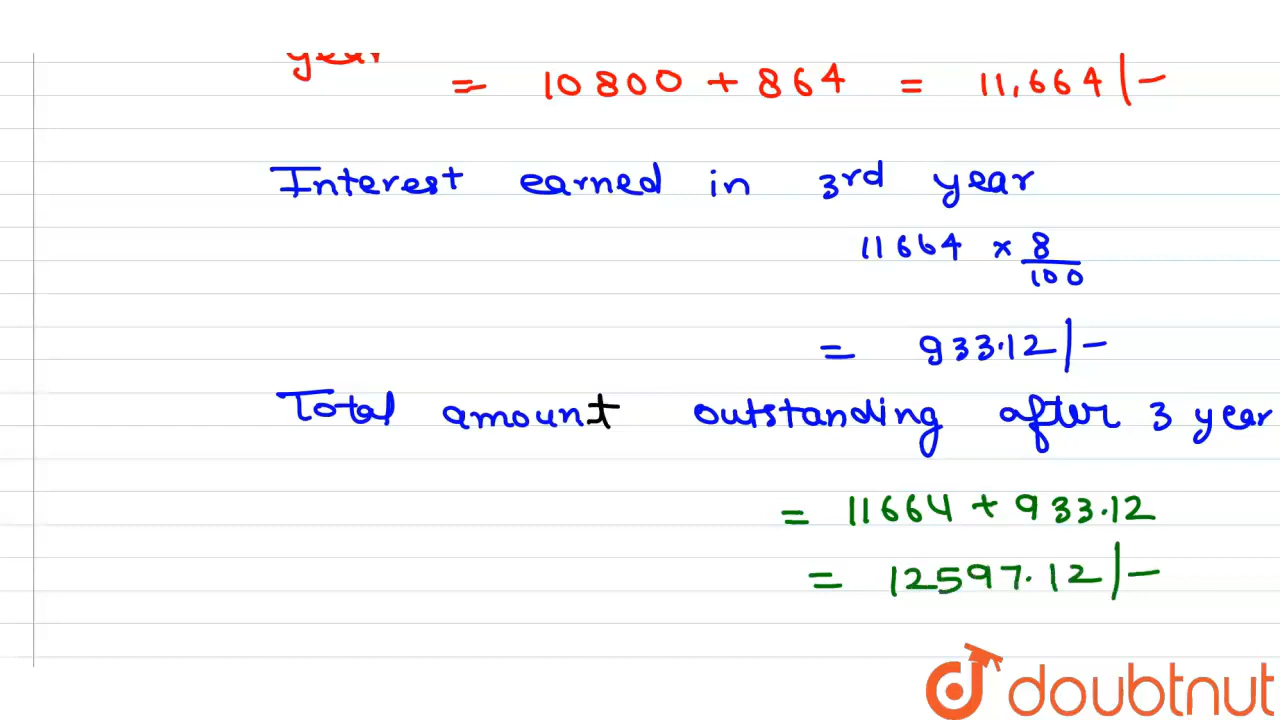 year
= 10800 + 864 = 11,664/-
Interest earned in 3rd year
11664 × 8/100
= 933.12/-
Total amount outstanding after 3 year
= 11664 + 933.12
= 12597.12/-
doubtnut